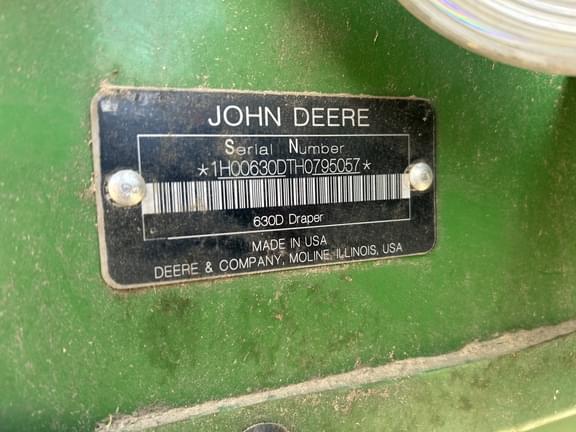 JOHN DEERE
Serial Number
*1H00630DTH0795057*
630D Draper
MADE IN USA
DEERE & COMPANY, MOLINE, ILLINOIS, USA